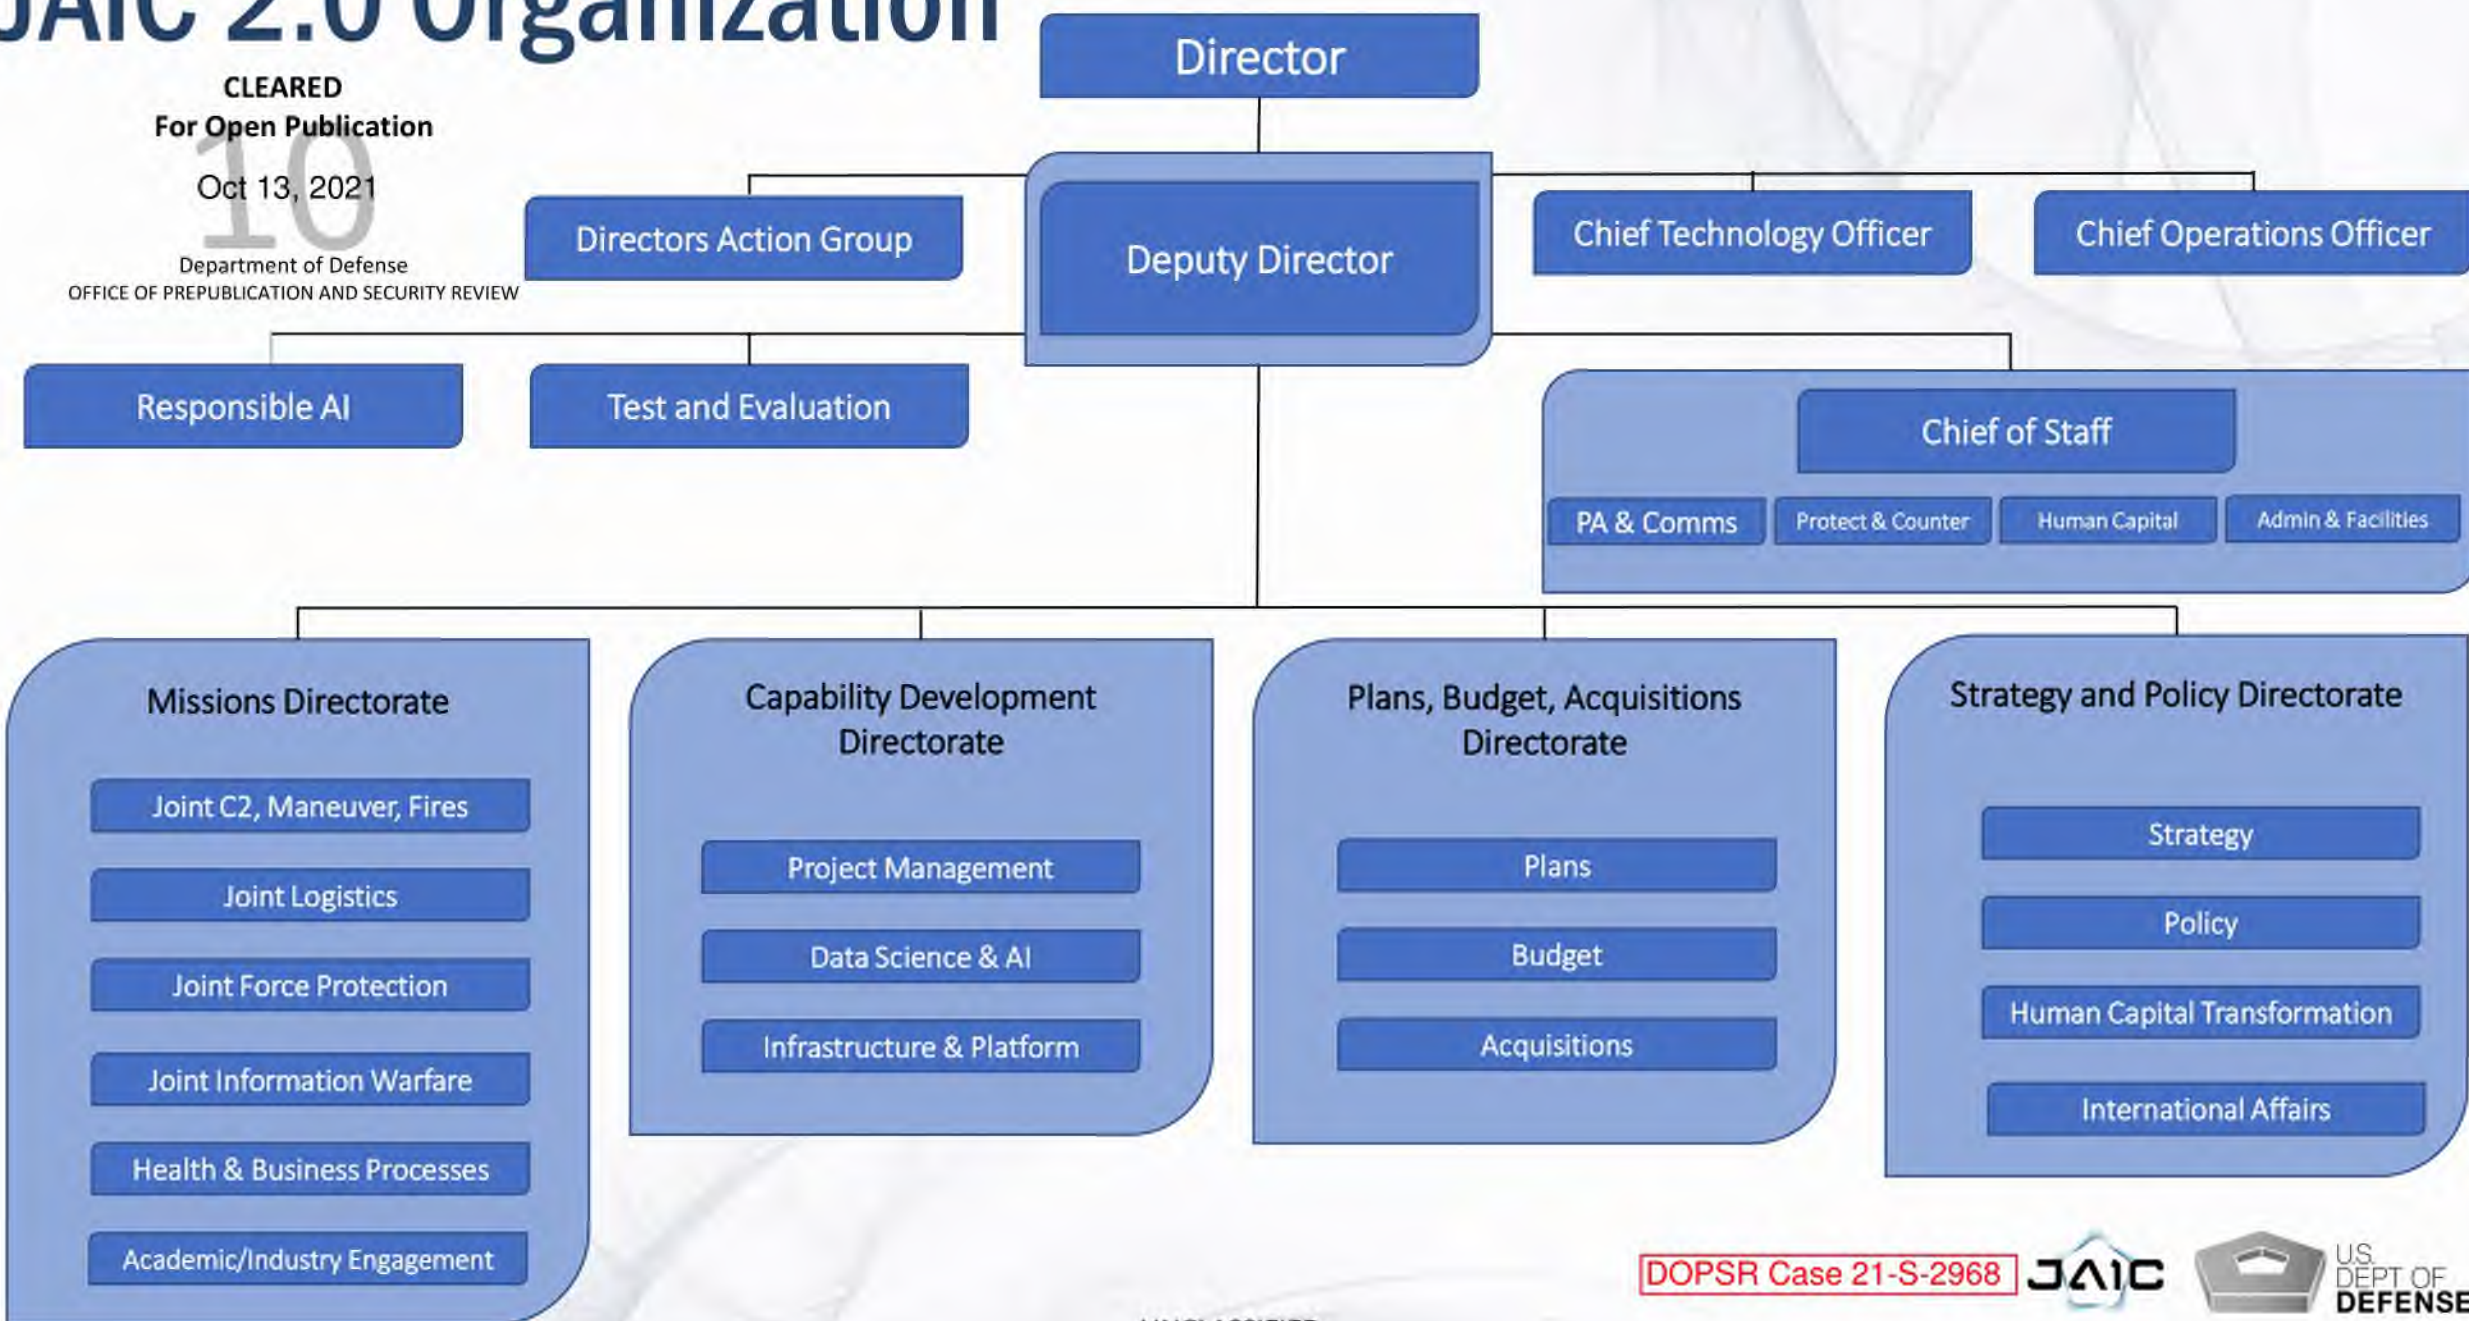 JAIC 2.0 Organization
CLEARED
For Open Publication
10
Oct 13, 2021
Department of Defense
OFFICE OF PREPUBLICATION AND SECURITY REVIEW
Director
Directors Action Group
Deputy Director
Chief Technology Officer
Chief Operations Officer
Responsible AI
Test and Evaluation
Chief of Staff
PA & Comms
Protect & Counter
Human Capital
Admin & Facilities
Missions Directorate
Joint C2, Maneuver, Fires
Joint Logistics
Joint Force Protection
Joint Information Warfare
Health & Business Processes
Academic/Industry Engagement
Capability Development
Directorate
Project Management
Data Science & AI
Infrastructure & Platform
Plans, Budget, Acquisitions
Directorate
Plans
Budget
Acquisitions
Strategy and Policy Directorate
Strategy
Policy
Human Capital Transformation
International Affairs
DOPSR Case 21-S-2968
JAIC
U.S.
DEPT OF
DEFENSE
UNCLASSIFIED